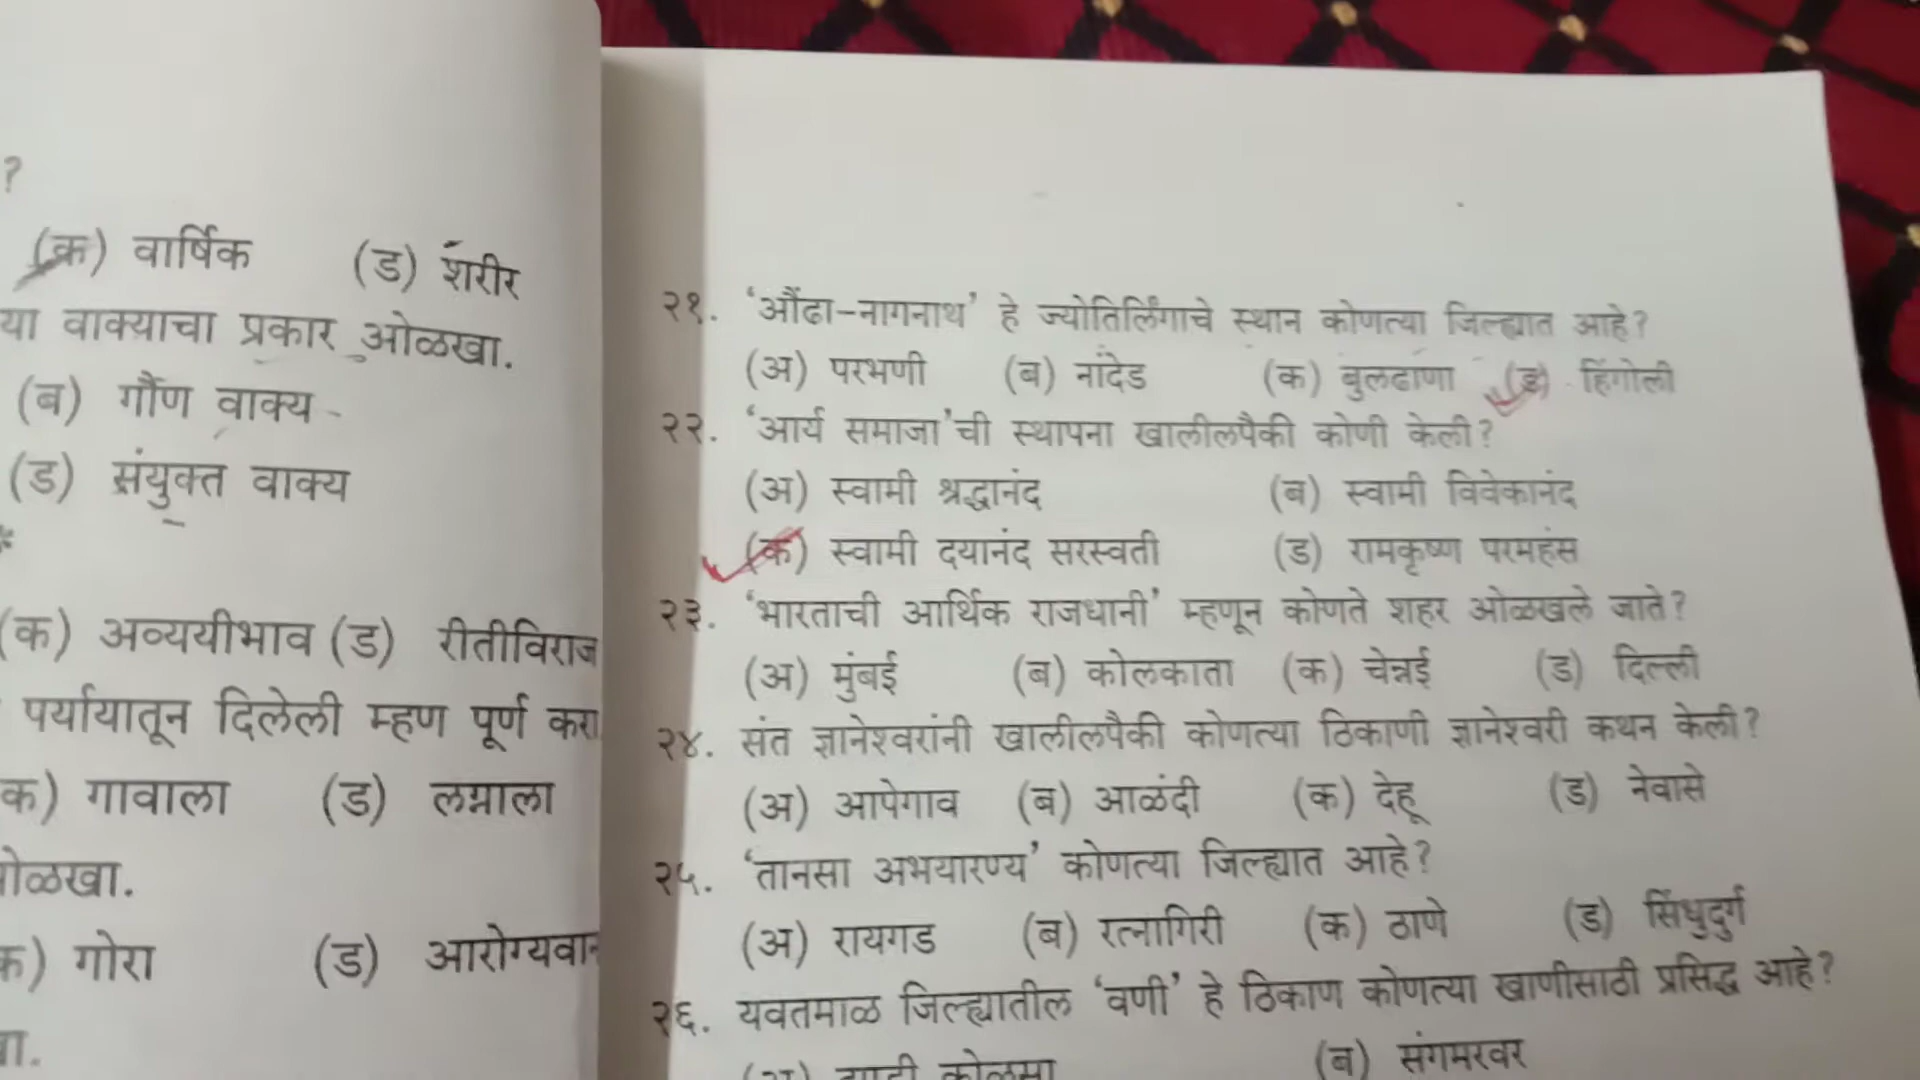 ?
(क) वार्षिक (ड) शरीर
या वाक्याचा प्रकार ओळखा.
(ब) गौण वाक्य
(ड) संयुक्त वाक्य
*
(क) अव्ययीभाव (ड) रीतीविराज
पर्यायातून दिलेली म्हण पूर्ण करा
क) गावाला (ड) लग्नाला
ओळखा.
क) गोरा (ड) आरोग्यवान
२१. 'औंढा-नागनाथ' हे ज्योतिर्लिंगाचे स्थान कोणत्या जिल्ह्यात आहे?
(अ) परभणी (ब) नांदेड (क) बुलढाणा (ड) हिंगोली
२२. 'आर्य समाजा'ची स्थापना खालीलपैकी कोणी केली?
(अ) स्वामी श्रद्धानंद (ब) स्वामी विवेकानंद
(क) स्वामी दयानंद सरस्वती (ड) रामकृष्ण परमहंस
२३. 'भारताची आर्थिक राजधानी' म्हणून कोणते शहर ओळखले जाते?
(अ) मुंबई (ब) कोलकाता (क) चेन्नई (ड) दिल्ली
२४. संत ज्ञानेश्वरांनी खालीलपैकी कोणत्या ठिकाणी ज्ञानेश्वरी कथन केली?
(अ) आपेगाव (ब) आळंदी (क) देहू (ड) नेवासे
२५. 'तानसा अभयारण्य' कोणत्या जिल्ह्यात आहे?
(अ) रायगड (ब) रत्नागिरी (क) ठाणे (ड) सिंधुदुर्ग
२६. यवतमाळ जिल्ह्यातील 'वणी' हे ठिकाण कोणत्या खाणीसाठी प्रसिद्ध आहे?
कोळसा (ब) संगमरवर